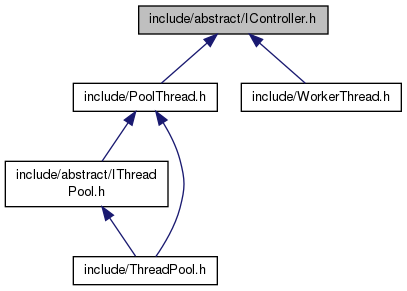 include/abstract/IController.h
include/PoolThread.h
include/WorkerThread.h
include/abstract/IThread
Pool.h
include/ThreadPool.h